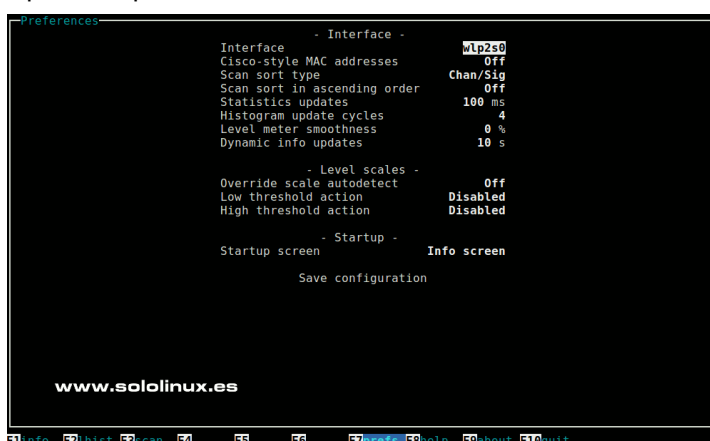 Preferences
- Interface -
Interface wlp2s0
Cisco-style MAC addresses Off
Scan sort type Chan/Sig
Scan sort in ascending order Off
Statistics updates 100 ms
Histogram update cycles 4
Level meter smoothness 0 %
Dynamic info updates 10 s
- Level scales -
Override scale autodetect Off
Low threshold action Disabled
High threshold action Disabled
- Startup -
Startup screen Info screen
Save configuration
www.sololinux.es
F1info F2lhist F3scan F4 F5 F6 F7prefs F8help F9about F10quit